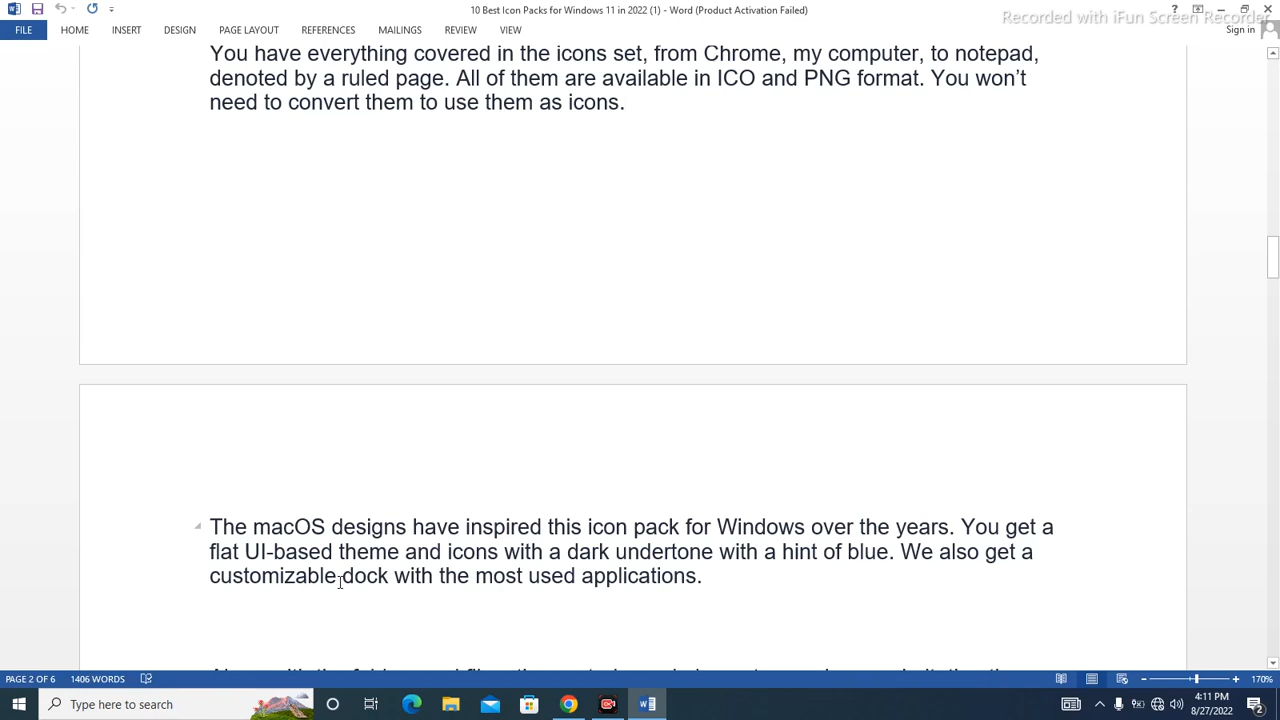 10 Best Icon Packs for Windows 11 in 2022 (1) - Word (Product Activation Failed)
Recorded with iFun Screen Recorder
FILE HOME INSERT DESIGN PAGE LAYOUT REFERENCES MAILINGS REVIEW VIEW Sign in
You have everything covered in the icons set, from Chrome, my computer, to notepad,
denoted by a ruled page. All of them are available in ICO and PNG format. You won’t
need to convert them to use them as icons.
The macOS designs have inspired this icon pack for Windows over the years. You get a
flat UI-based theme and icons with a dark undertone with a hint of blue. We also get a
customizable dock with the most used applications.
PAGE 2 OF 6 1406 WORDS 170%
Type here to search
4:11 PM
8/27/2022
2